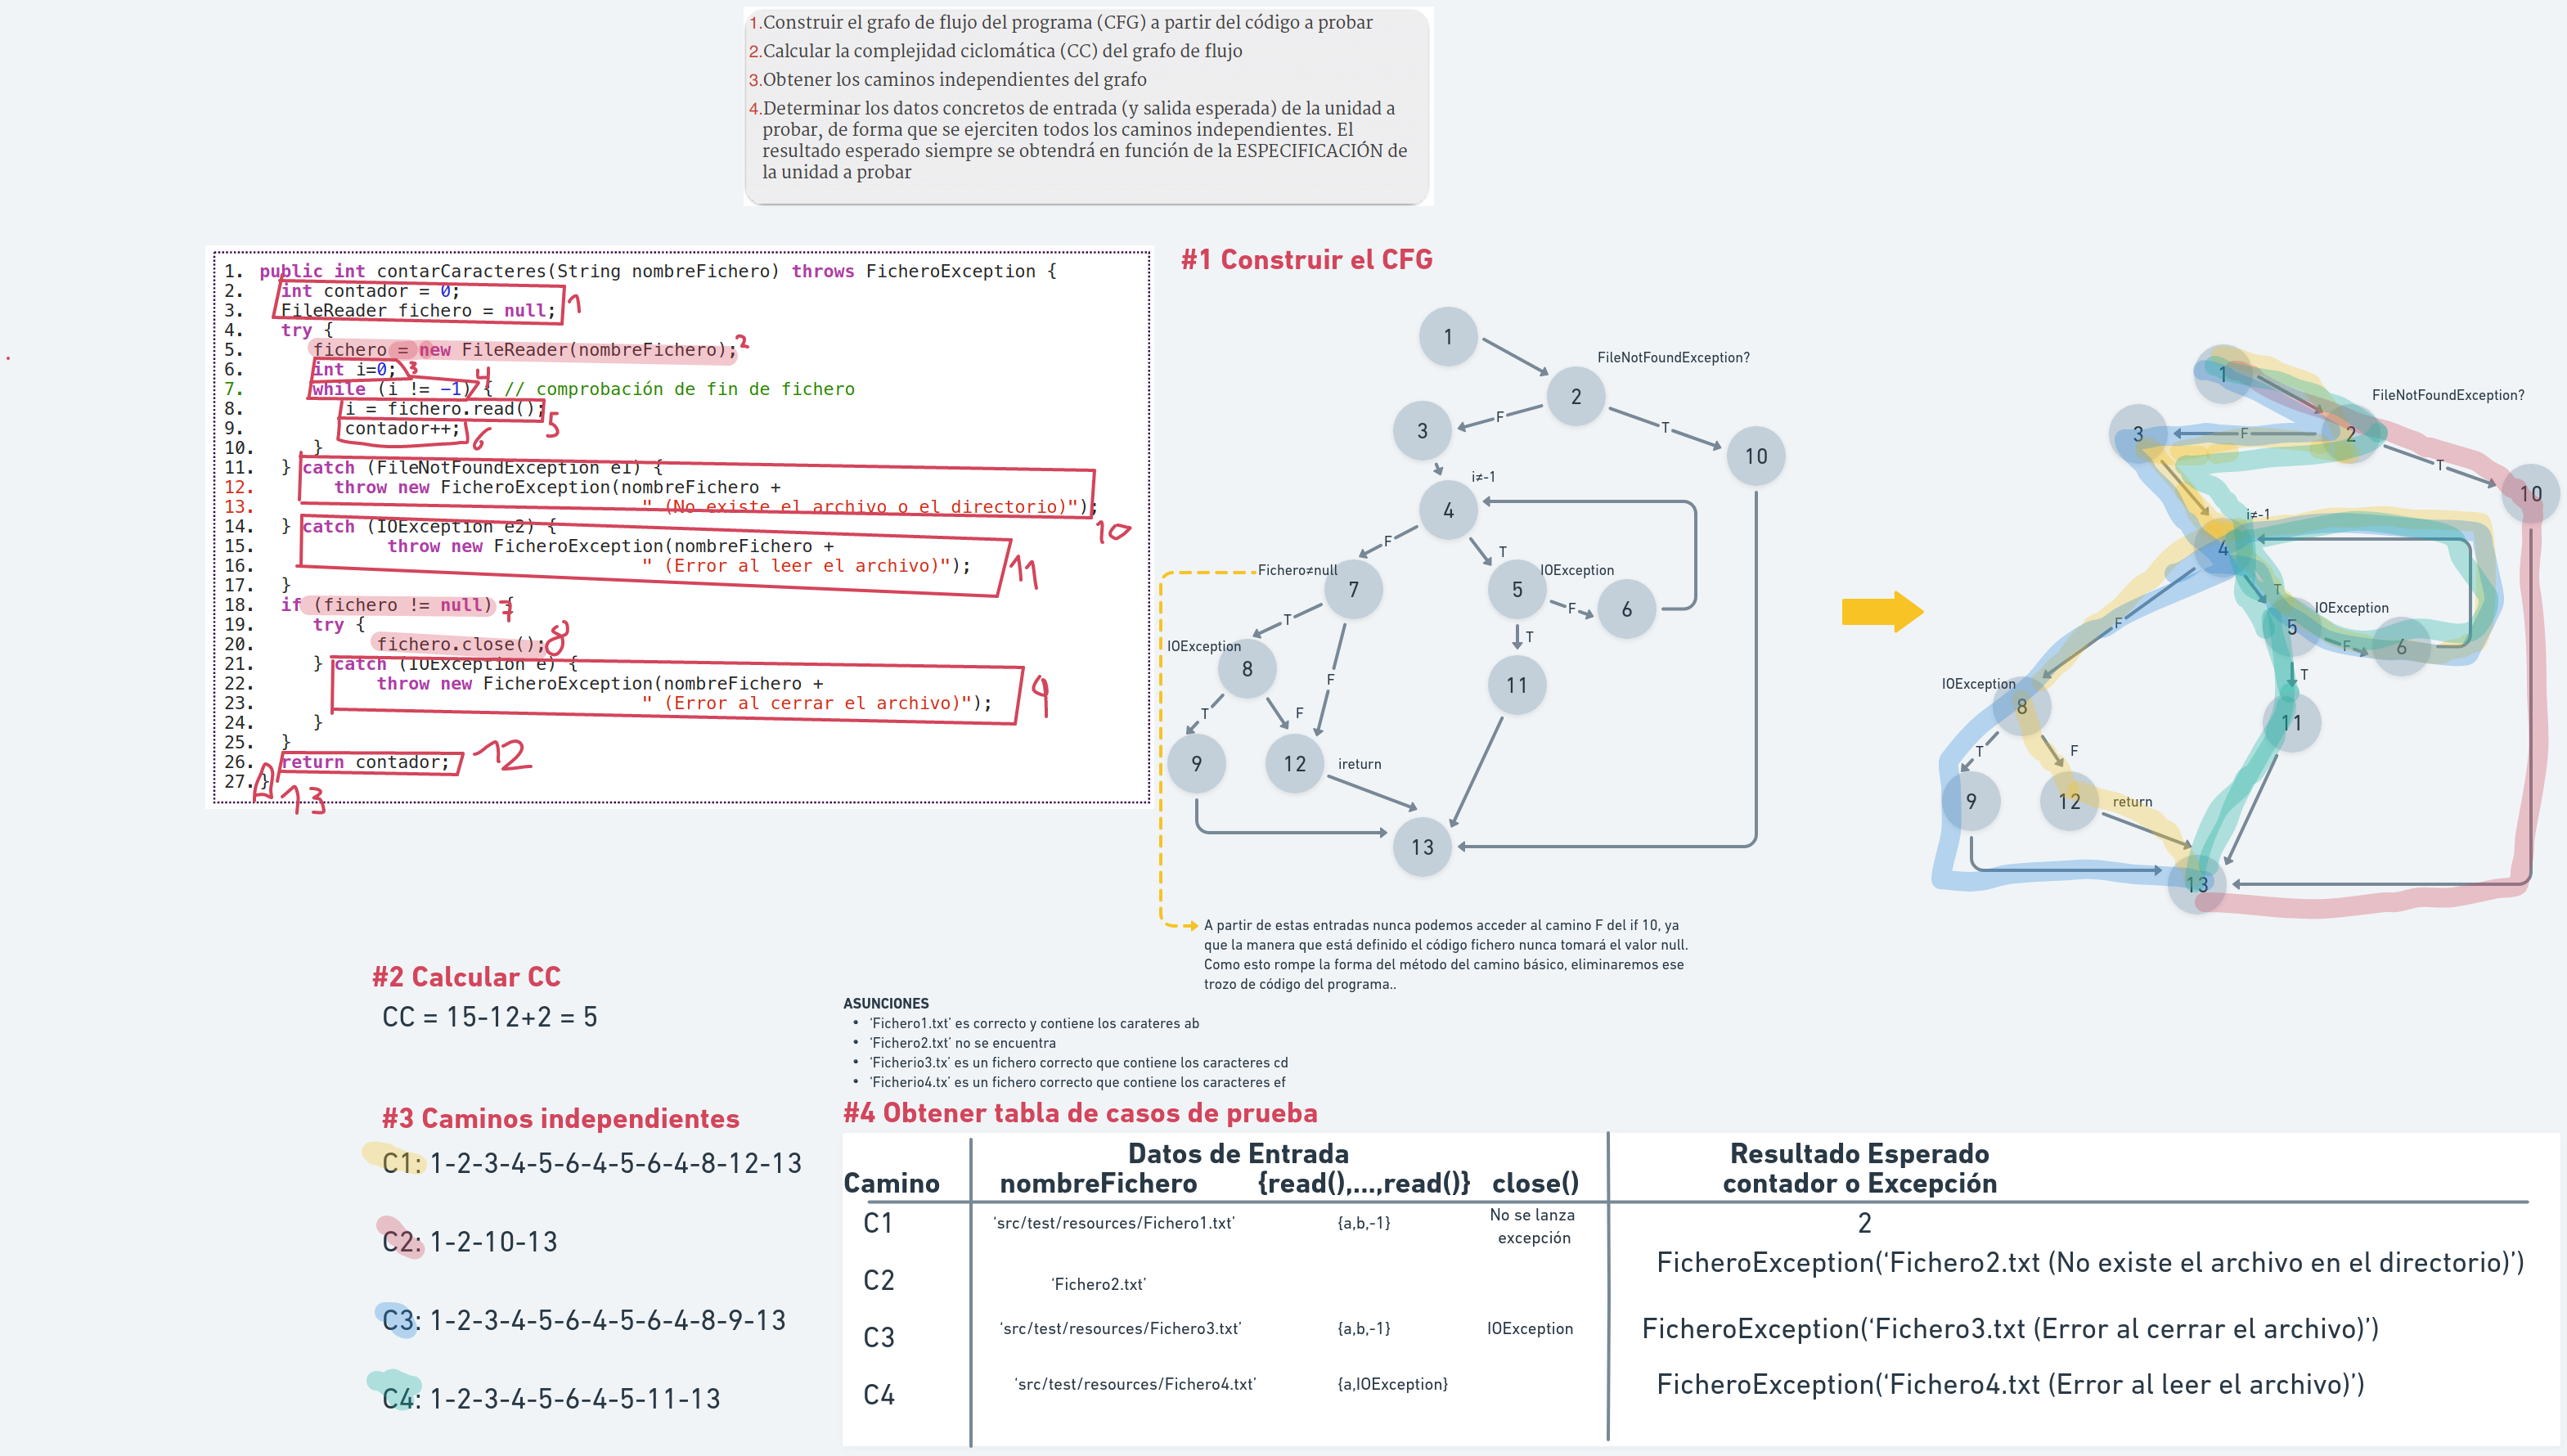 1.Construir el grafo de flujo del programa (CFG) a partir del código a probar
2.Calcular la complejidad ciclomática (CC) del grafo de flujo
3.Obtener los caminos independientes del grafo
4.Determinar los datos concretos de entrada (y salida esperada) de la unidad a
probar, de forma que se ejerciten todos los caminos independientes. El
resultado esperado siempre se obtendrá en función de la ESPECIFICACIÓN de
la unidad a probar
1. public int contarCaracteres(String nombreFichero) throws FicheroException {
2. int contador = 0;
3. FileReader fichero = null; 1
4. try {
5. fichero = new FileReader(nombreFichero); 2
6. int i=0; 3
7. while (i != -1) { // comprobación de fin de fichero 4
8. i = fichero.read(); 5
9. contador++; 6
10. }
11. } catch (FileNotFoundException e1) {
12. throw new FicheroException(nombreFichero +
13. " (No existe el archivo o el directorio)"); 10
14. } catch (IOException e2) {
15. throw new FicheroException(nombreFichero +
16. " (Error al leer el archivo)"); 11
17. }
18. if (fichero != null) { 7
19. try {
20. fichero.close(); 8
21. } catch (IOException e) {
22. throw new FicheroException(nombreFichero +
23. " (Error al cerrar el archivo)"); 9
24. }
25. }
26. return contador; 12
27. } 13
#1 Construir el CFG
1
FileNotFoundException?
2
F
T
3
10
i≠-1
4
F
T
Fichero≠null
7
IOException
5
F
6
T
T
IOException
8
F
11
T
F
9
12
ireturn
13
A partir de estas entradas nunca podemos acceder al camino F del if 10, ya
que la manera que está definido el código fichero nunca tomará el valor null.
Como esto rompe la forma del método del camino básico, eliminaremos ese
trozo de código del programa..
1
FileNotFoundException?
3
F
2
T
10
i≠-1
4
T
IOException
F
5
F
6
T
IOException
8
11
T
F
9
12
return
13
#2 Calcular CC
CC = 15-12+2 = 5
#3 Caminos independientes
C1: 1-2-3-4-5-6-4-5-6-4-8-12-13
C2: 1-2-10-13
C3: 1-2-3-4-5-6-4-5-6-4-8-9-13
C4: 1-2-3-4-5-6-4-5-11-13
ASUNCIONES
• ‘Fichero1.txt’ es correcto y contiene los carateres ab
• ‘Fichero2.txt’ no se encuentra
• ‘Ficherio3.tx’ es un fichero correcto que contiene los caracteres cd
• ‘Ficherio4.tx’ es un fichero correcto que contiene los caracteres ef
#4 Obtener tabla de casos de prueba
Datos de Entrada
Resultado Esperado
Camino nombreFichero {read(),...,read()} close() contador o Excepción
C1 ‘src/test/resources/Fichero1.txt’ {a,b,-1} No se lanza
excepción
2
C2 ‘Fichero2.txt’ FicheroException(‘Fichero2.txt (No existe el archivo en el directorio)’)
C3 ‘src/test/resources/Fichero3.txt’ {a,b,-1} IOException FicheroException(‘Fichero3.txt (Error al cerrar el archivo)’)
C4 ‘src/test/resources/Fichero4.txt’ {a,IOException} FicheroException(‘Fichero4.txt (Error al leer el archivo)’)